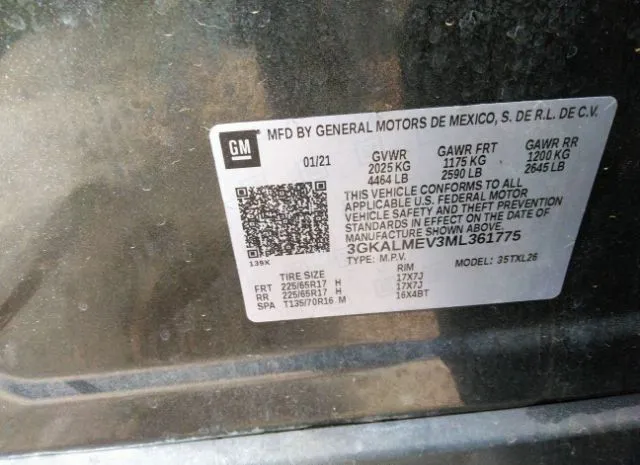 GM
MFD BY GENERAL MOTORS DE MEXICO, S. DE R.L. DE C.V.
01/21 GVWR GAWR FRT GAWR RR
2025 KG 1175 KG 1200 KG
4464 LB 2590 LB 2645 LB
THIS VEHICLE CONFORMS TO ALL
APPLICABLE U.S. FEDERAL MOTOR
VEHICLE SAFETY AND THEFT PREVENTION
STANDARDS IN EFFECT ON THE DATE OF
MANUFACTURE SHOWN ABOVE.
3GKALMEV3ML361775
139X
TYPE: M.P.V. MODEL: 35TXL26
TIRE SIZE RIM
FRT 225/65R17 H 17X7J
RR 225/65R17 H 17X7J
SPA T135/70R16 M 16X4BT